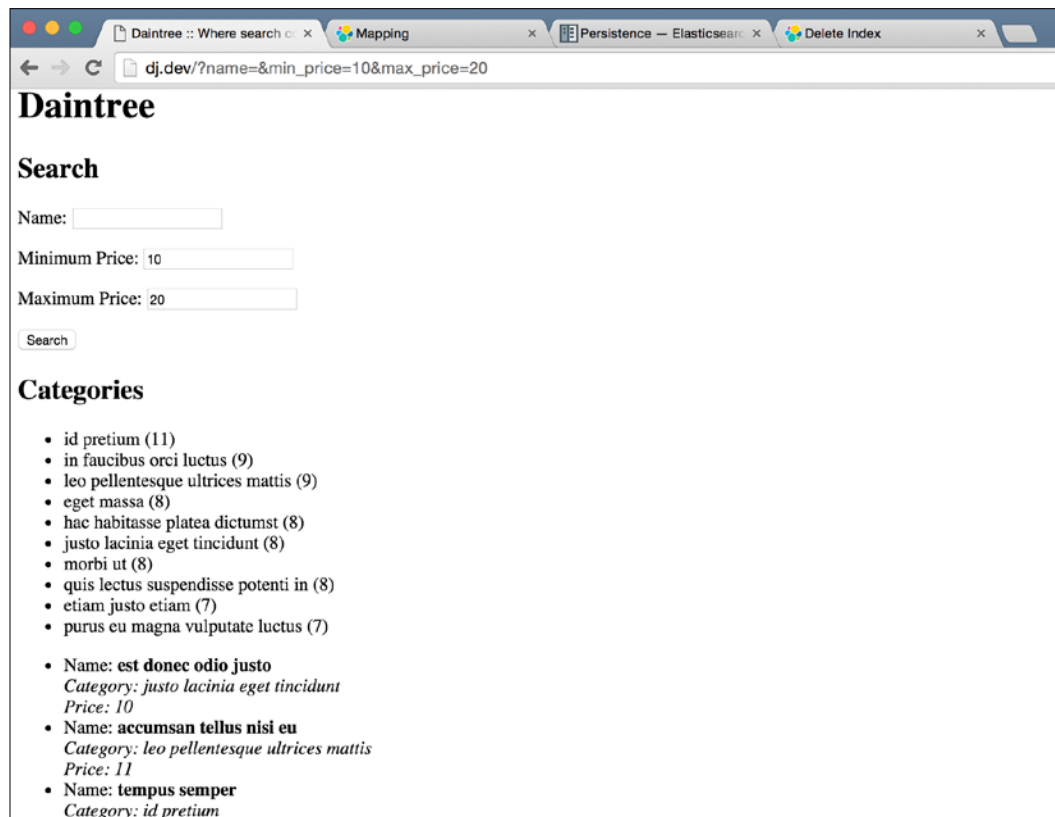 Daintree :: Where search c
Mapping
Persistence — Elasticsearc
Delete Index
dj.dev/?name=&min_price=10&max_price=20
Daintree
Search
Name:
Minimum Price: 10
Maximum Price: 20
Search
Categories
• id pretium (11)
• in faucibus orci luctus (9)
• leo pellentesque ultrices mattis (9)
• eget massa (8)
• hac habitasse platea dictumst (8)
• justo lacinia eget tincidunt (8)
• morbi ut (8)
• quis lectus suspendisse potenti in (8)
• etiam justo etiam (7)
• purus eu magna vulputate luctus (7)
• Name: est donec odio justo
Category: justo lacinia eget tincidunt
Price: 10
• Name: accumsan tellus nisi eu
Category: leo pellentesque ultrices mattis
Price: 11
• Name: tempus semper
Category: id pretium